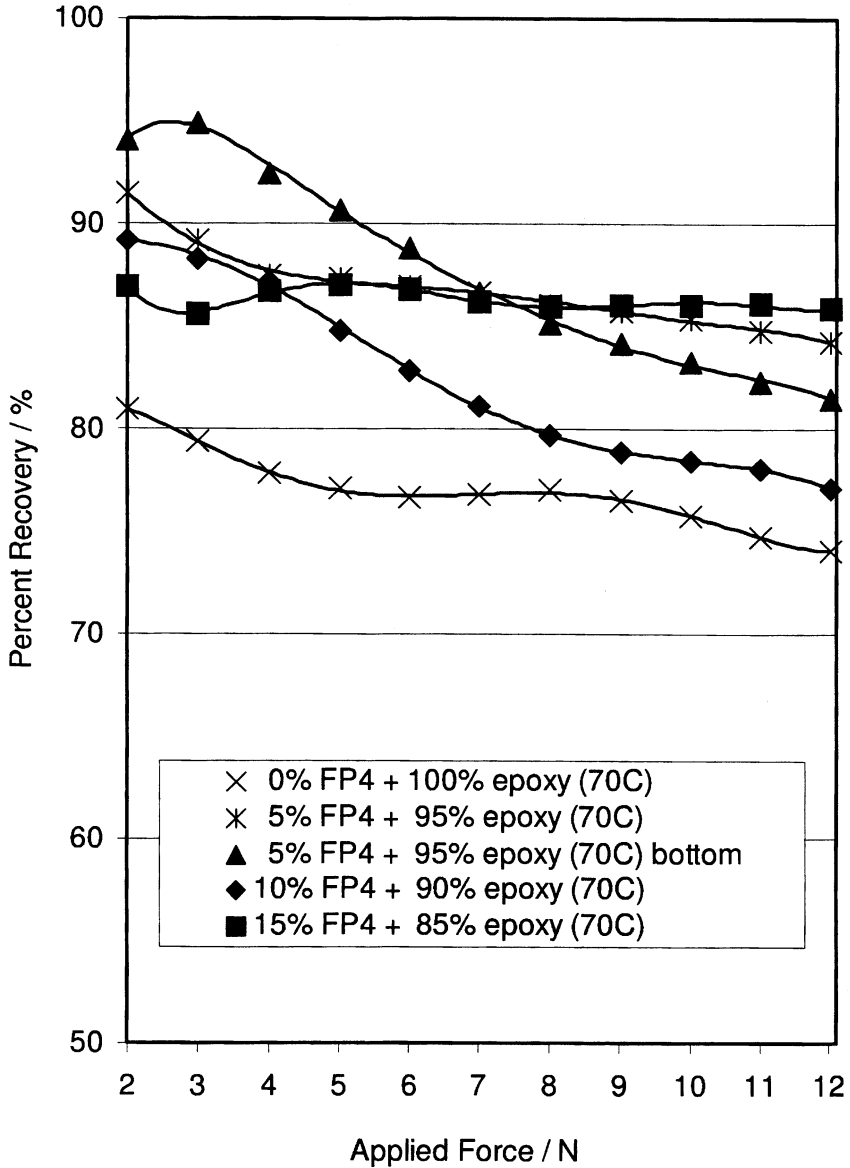 100
90
80
70
60
50
Percent Recovery / %
0% FP4 + 100% epoxy (70C)
5% FP4 + 95% epoxy (70C)
5% FP4 + 95% epoxy (70C) bottom
10% FP4 + 90% epoxy (70C)
15% FP4 + 85% epoxy (70C)
2 3 4 5 6 7 8 9 10 11 12
Applied Force / N